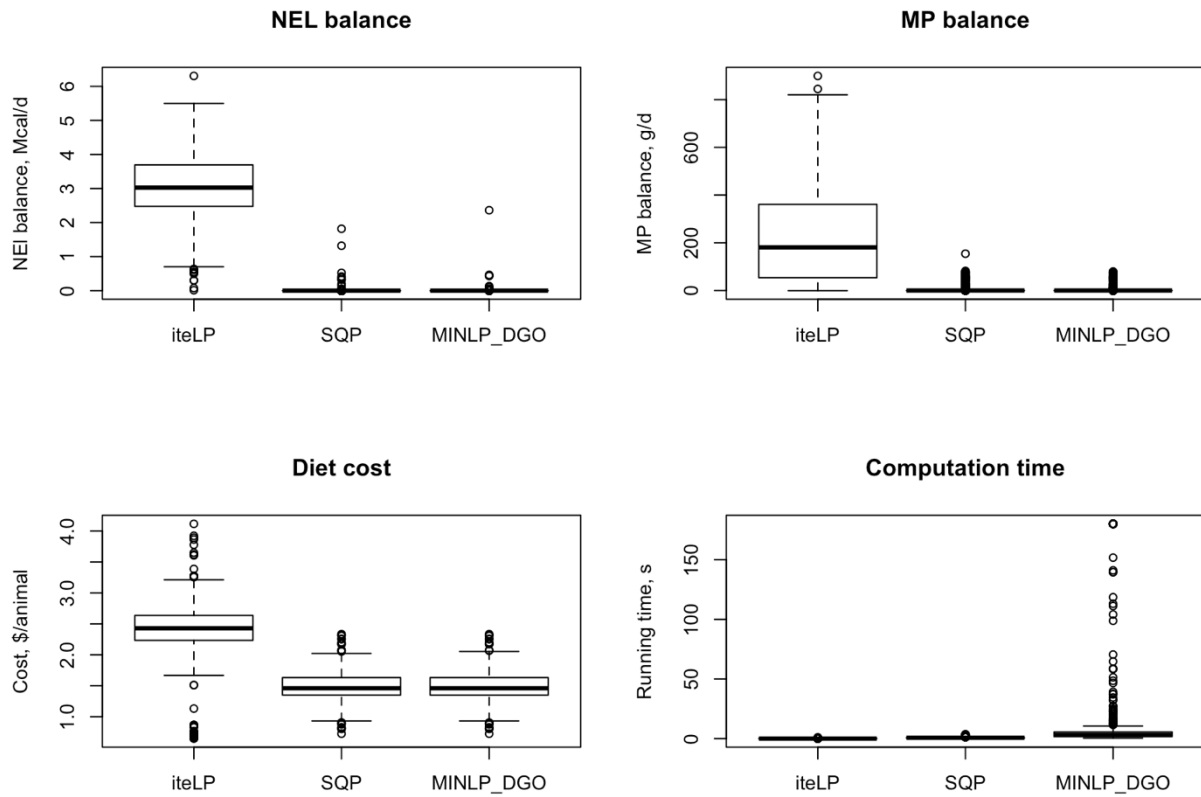 NEL balance
NEl balance, Mcal/d
6
5
4
3
2
1
0
iteLP SQP MINLP_DGO
MP balance
MP balance, g/d
600
200
0
iteLP SQP MINLP_DGO
Diet cost
Cost, $/animal
4.0
3.0
2.0
1.0
iteLP SQP MINLP_DGO
Computation time
Running time, s
150
100
50
0
iteLP SQP MINLP_DGO